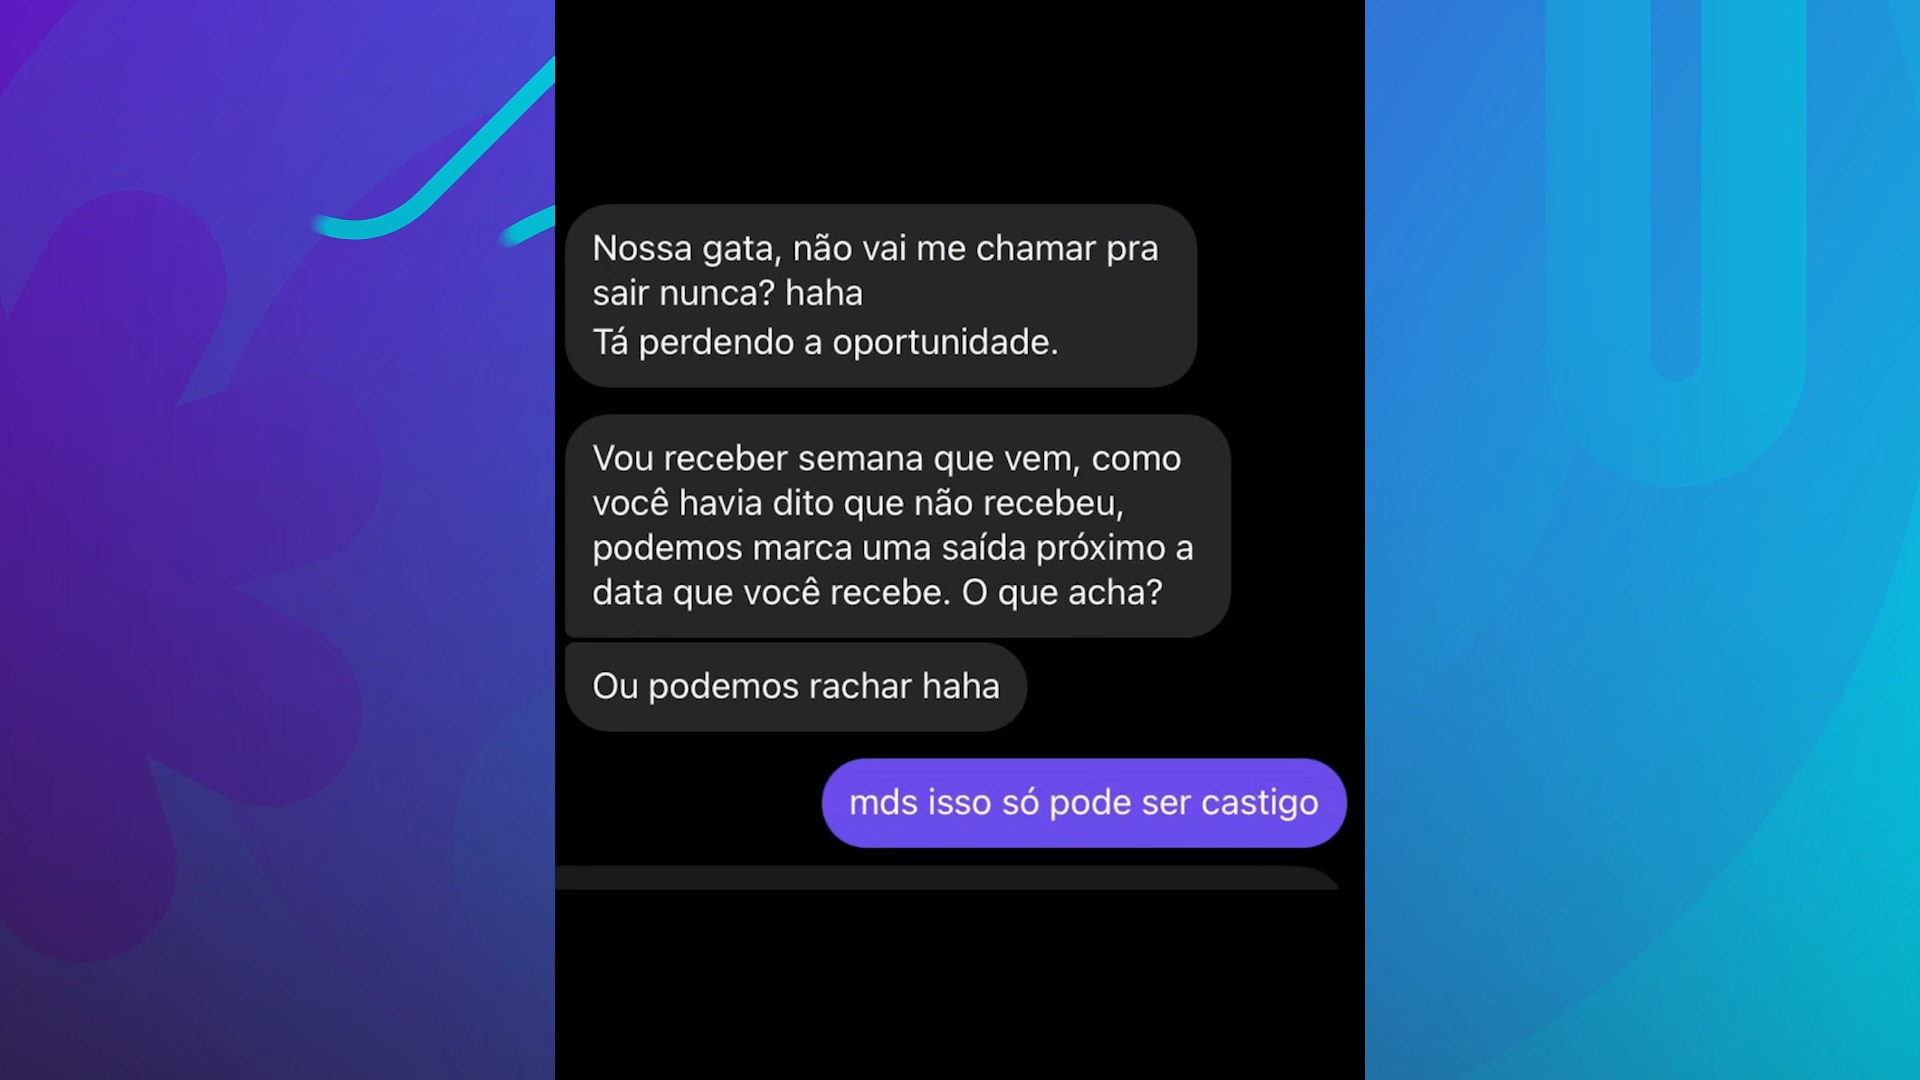 Nossa gata, não vai me chamar pra
sair nunca? haha
Tá perdendo a oportunidade.
Vou receber semana que vem, como
você havia dito que não recebeu,
podemos marca uma saída próximo a
data que você recebe. O que acha?
Ou podemos rachar haha
mds isso só pode ser castigo